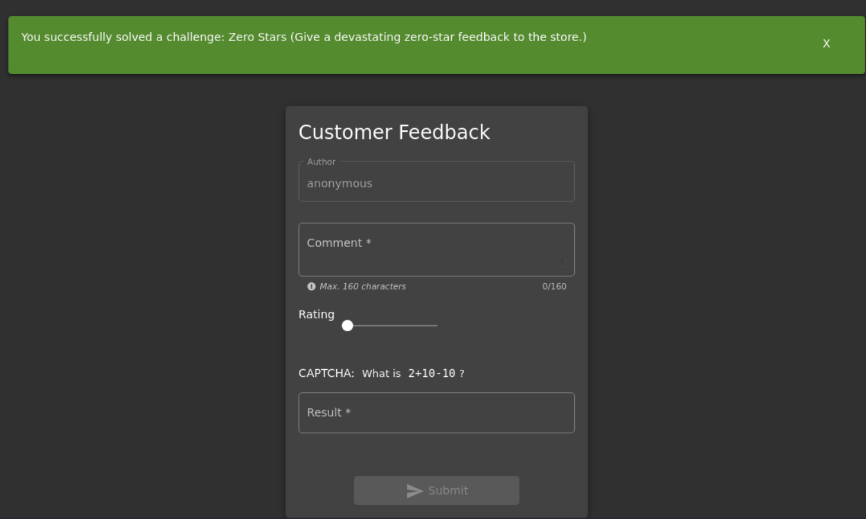 You successfully solved a challenge: Zero Stars (Give a devastating zero-star feedback to the store.)
X
Customer Feedback
Author
anonymous
Comment *
Max. 160 characters 0/160
Rating
CAPTCHA: What is 2+10-10 ?
Result *
Submit